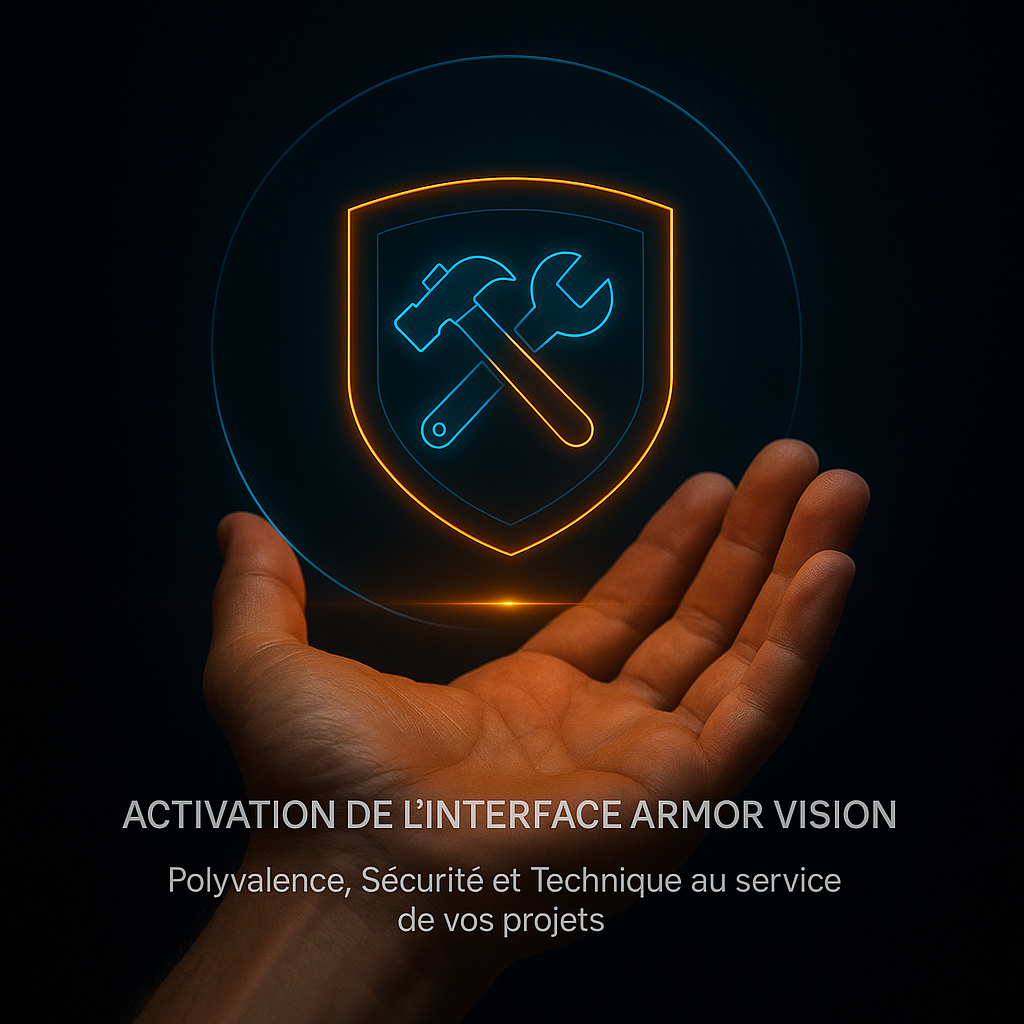 ACTIVATION DE L’INTERFACE ARMOR VISION
Polyvalence, Sécurité et Technique au service
de vos projets